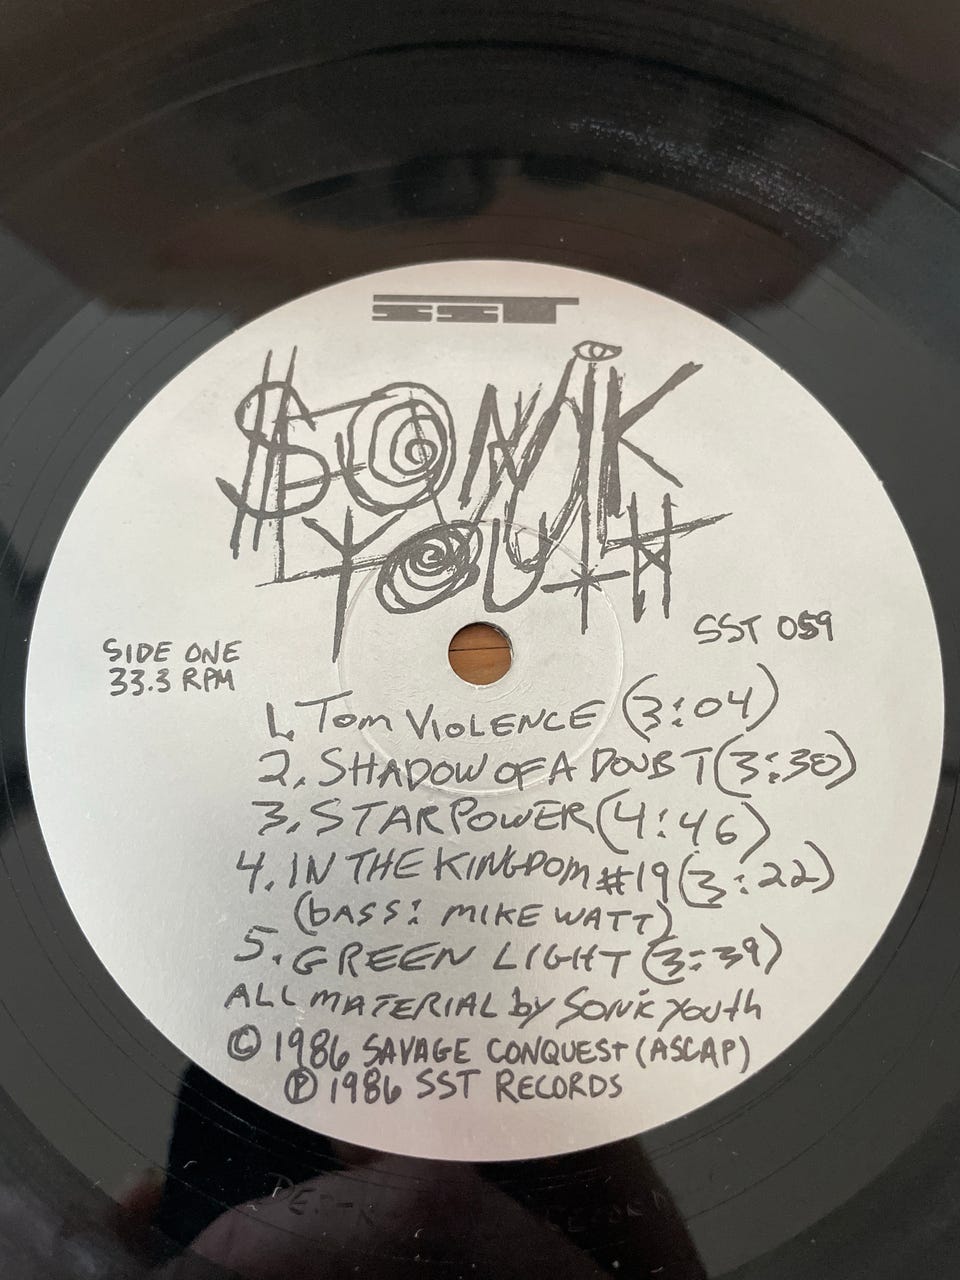 SST
SONIK
YOUTH
SST 059
SIDE ONE
33.3 RPM
1. Tom VIOLENCE (3:04)
2. SHADOW OF A DOUBT (3:30)
3. STAR POWER (4:46)
4. IN THE KINGDOM #19 (3:22)
(bASS: MIKE WATT)
5. GREEN LIGHT (3:39)
ALL MATERIAL by SONiC YOUth
© 1986 SAVAGE CONQUEST (ASCAP)
℗ 1986 SST RECORDS